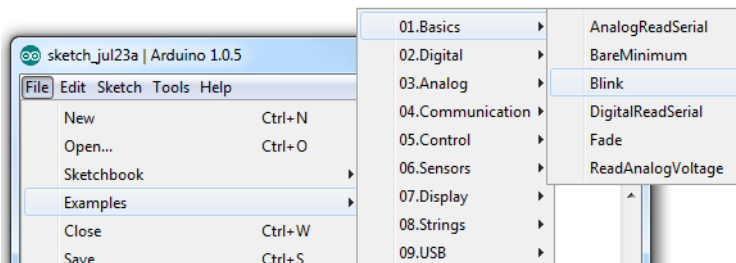 sketch_jul23a | Arduino 1.0.5
File Edit Sketch Tools Help
New Ctrl+N
Open... Ctrl+O
Sketchbook
Examples
Close Ctrl+W
Save Ctrl+S
01.Basics
02.Digital
03.Analog
04.Communication
05.Control
06.Sensors
07.Display
08.Strings
09.USB
AnalogReadSerial
BareMinimum
Blink
DigitalReadSerial
Fade
ReadAnalogVoltage